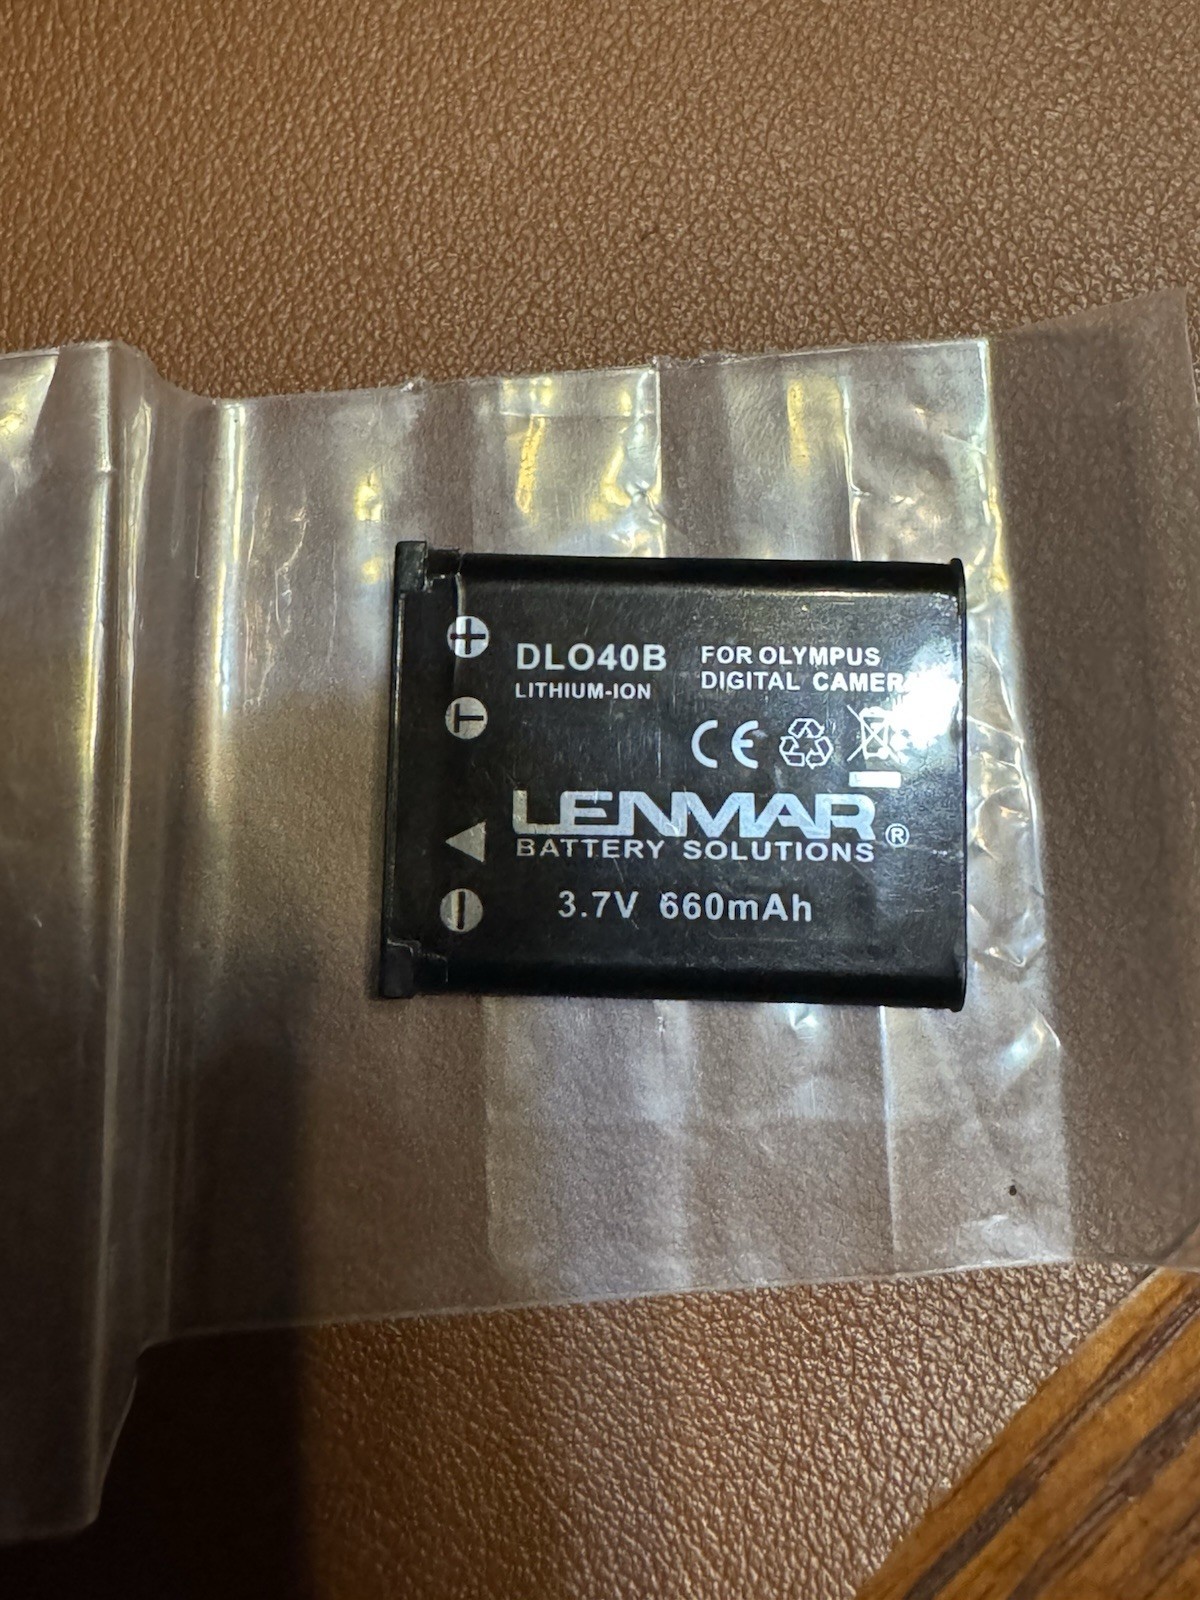 DLO40B
LITHIUM-ION
FOR OLYMPUS
DIGITAL CAMERA
CE
LENMAR®
BATTERY SOLUTIONS
3.7V 660mAh
+
T
−